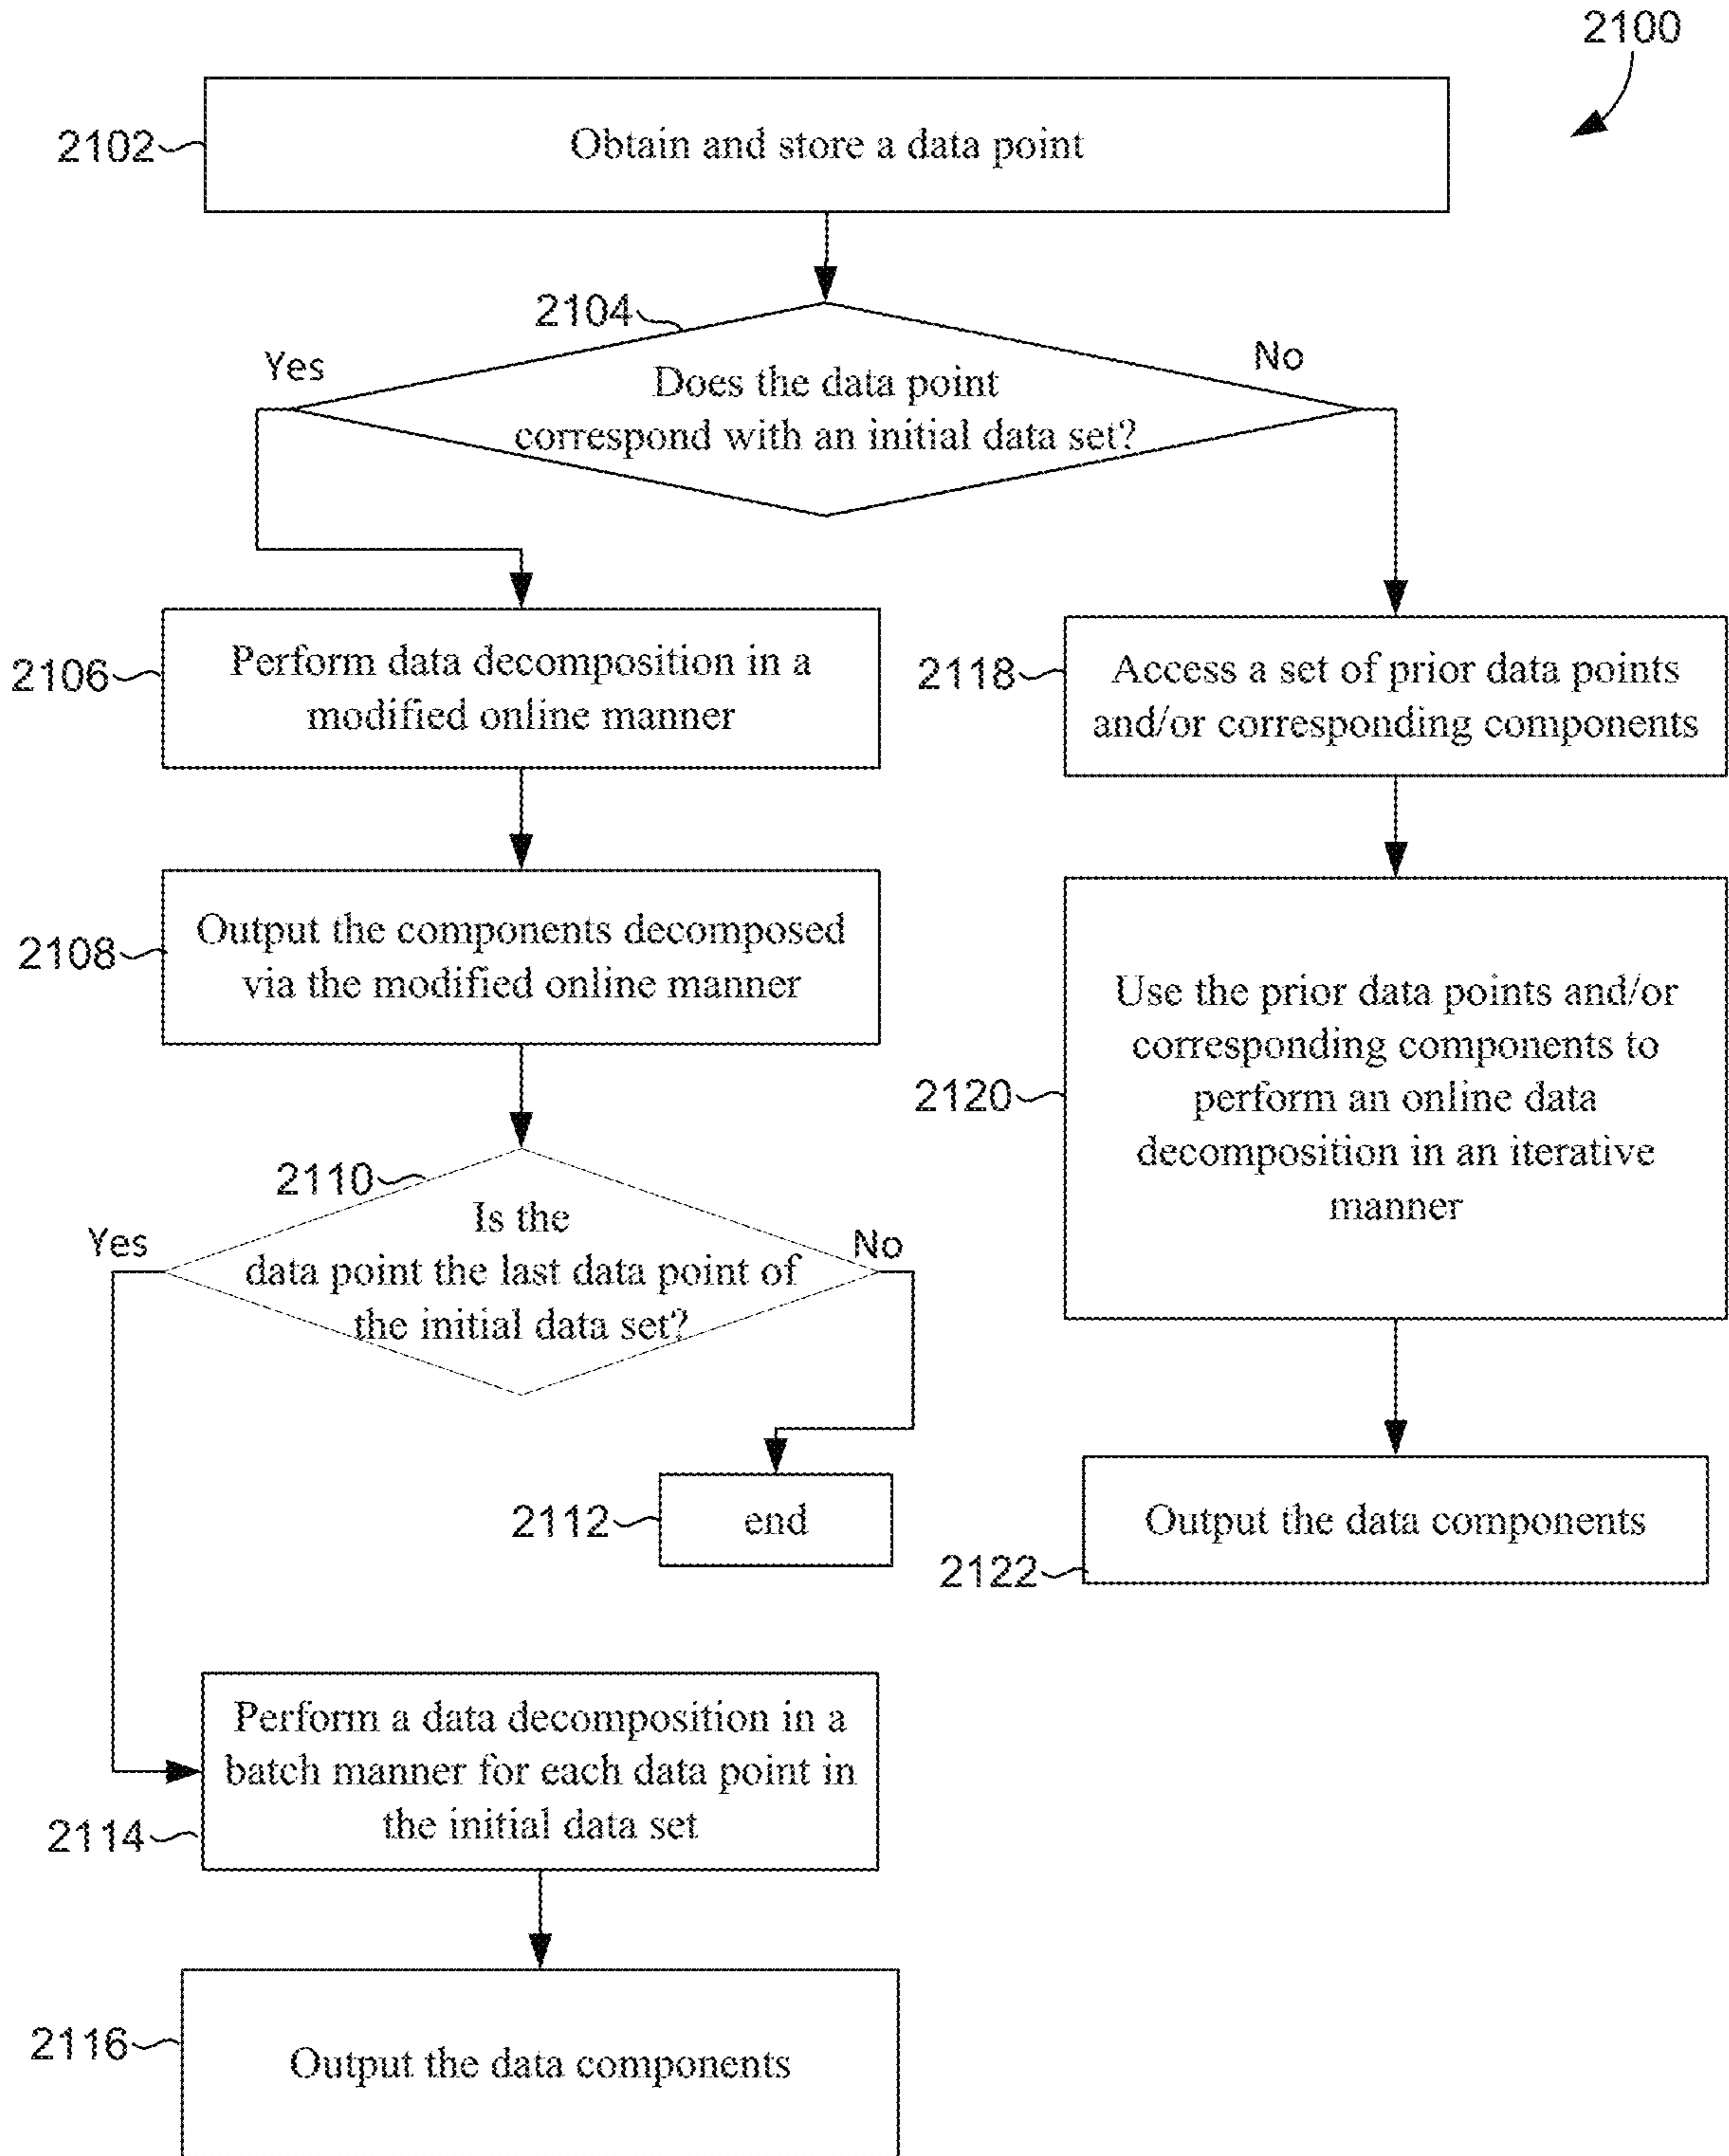 2100
2102
Obtain and store a data point
2104
Yes
No
Does the data point
correspond with an initial data set?
2106
Perform data decomposition in a
modified online manner
2118
Access a set of prior data points
and/or corresponding components
2108
Output the components decomposed
via the modified online manner
2120
Use the prior data points and/or
corresponding components to
perform an online data
decomposition in an iterative
manner
2110
Yes
No
Is the
data point the last data point of
the initial data set?
2112
end
2122
Output the data components
2114
Perform a data decomposition in a
batch manner for each data point in
the initial data set
2116
Output the data components